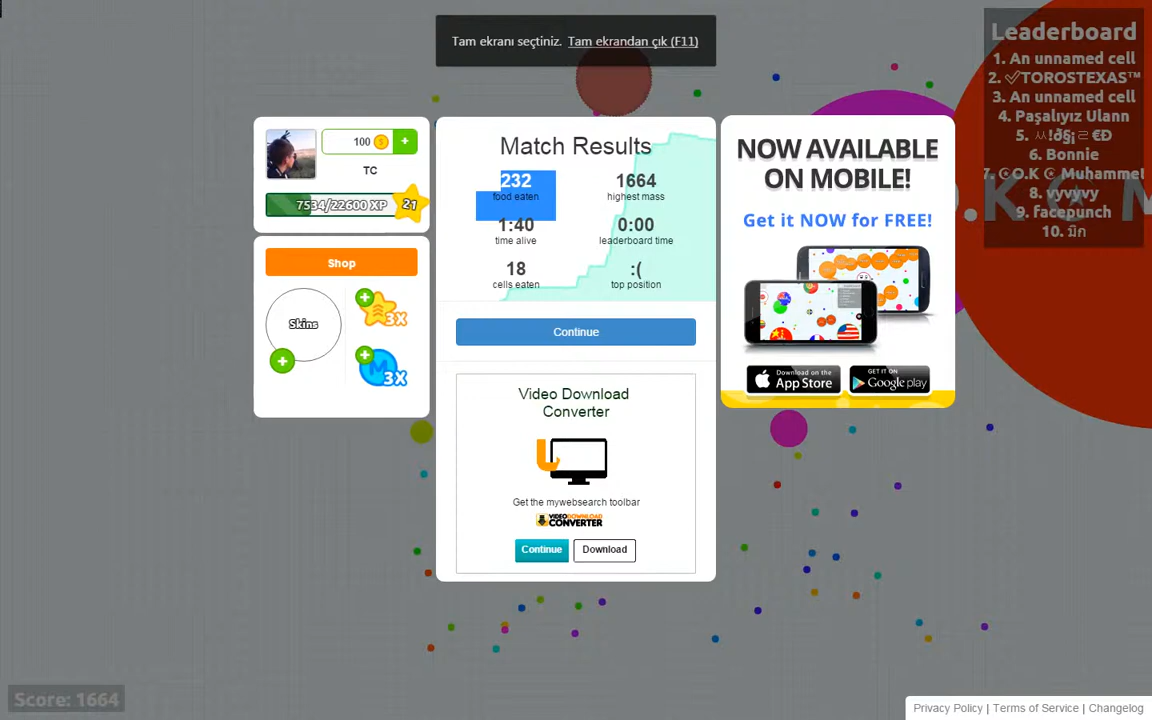 Tam ekranı seçtiniz. Tam ekrandan çık (F11)
Leaderboard
1. An unnamed cell
2. ✓TOROSTEXAS™
3. An unnamed cell
4. Paşalıyız Ulann
6. Bonnie
7. ☪O.K ☪ Muhammet
8. vyvyvy
9. facepunch
10. มิก
100
TC
7534/22600 XP
21
Shop
Skins
3X
M
3X
Match Results
232
food eaten
1664
highest mass
1:40
time alive
0:00
leaderboard time
18
cells eaten
:(
top position
Continue
Video Download
Converter
Get the mywebsearch toolbar
VIDEODOWNLOAD
CONVERTER
Continue
Download
NOW AVAILABLE
ON MOBILE!
Get it NOW for FREE!
Download on the
App Store
GET IT ON
Google play
Score: 1664
Privacy Policy | Terms of Service | Changelog